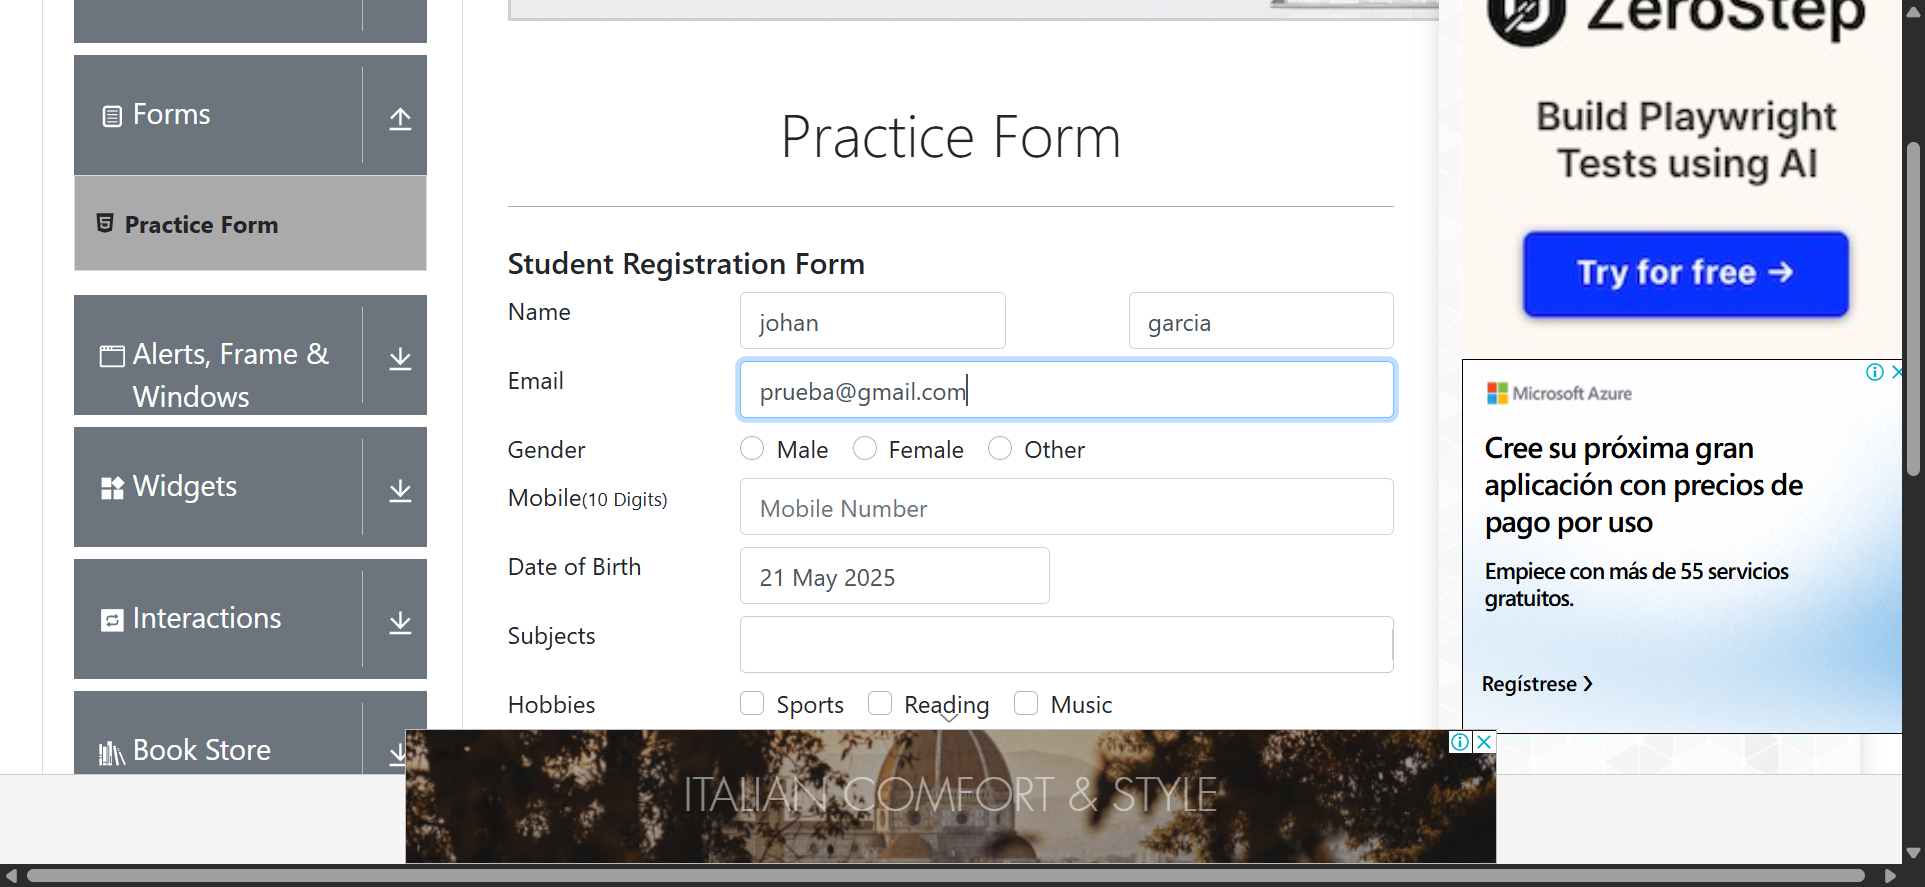 Forms
Practice Form
Alerts, Frame &
Windows
Widgets
Interactions
Book Store
Practice Form
Student Registration Form
Name
johan
garcia
Email
prueba@gmail.com
Gender
Male
Female
Other
Mobile(10 Digits)
Mobile Number
Date of Birth
21 May 2025
Subjects
Hobbies
Sports
Reading
Music
ITALIAN COMFORT & STYLE
ZeroStep
Build Playwright
Tests using AI
Try for free →
Microsoft Azure
Cree su próxima gran
aplicación con precios de
pago por uso
Empiece con más de 55 servicios
gratuitos.
Regístrese